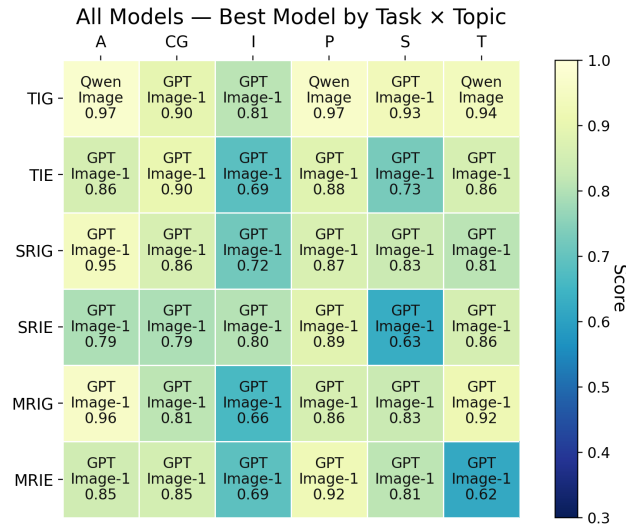 All Models — Best Model by Task × Topic
A CG I P S T
TIG
Qwen
Image
0.97
GPT
Image-1
0.90
GPT
Image-1
0.81
Qwen
Image
0.97
GPT
Image-1
0.93
Qwen
Image
0.94
TIE
GPT
Image-1
0.86
GPT
Image-1
0.90
GPT
Image-1
0.69
GPT
Image-1
0.88
GPT
Image-1
0.73
GPT
Image-1
0.86
SRIG
GPT
Image-1
0.95
GPT
Image-1
0.86
GPT
Image-1
0.72
GPT
Image-1
0.87
GPT
Image-1
0.83
GPT
Image-1
0.81
SRIE
GPT
Image-1
0.79
GPT
Image-1
0.79
GPT
Image-1
0.80
GPT
Image-1
0.89
GPT
Image-1
0.63
GPT
Image-1
0.86
MRIG
GPT
Image-1
0.96
GPT
Image-1
0.81
GPT
Image-1
0.66
GPT
Image-1
0.86
GPT
Image-1
0.83
GPT
Image-1
0.92
MRIE
GPT
Image-1
0.85
GPT
Image-1
0.85
GPT
Image-1
0.69
GPT
Image-1
0.92
GPT
Image-1
0.81
GPT
Image-1
0.62
1.0
0.9
0.8
0.7
0.6
0.5
0.4
0.3
Score